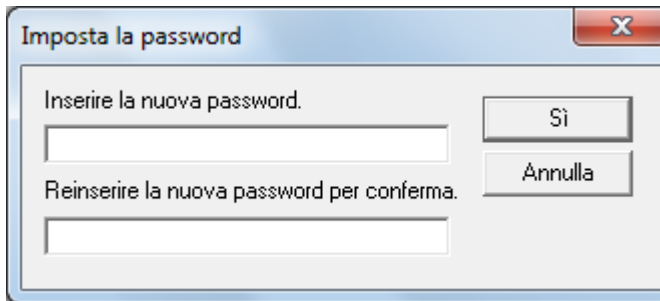 Imposta la password
Inserire la nuova password.
Sì
Annulla
Reinserire la nuova password per conferma.